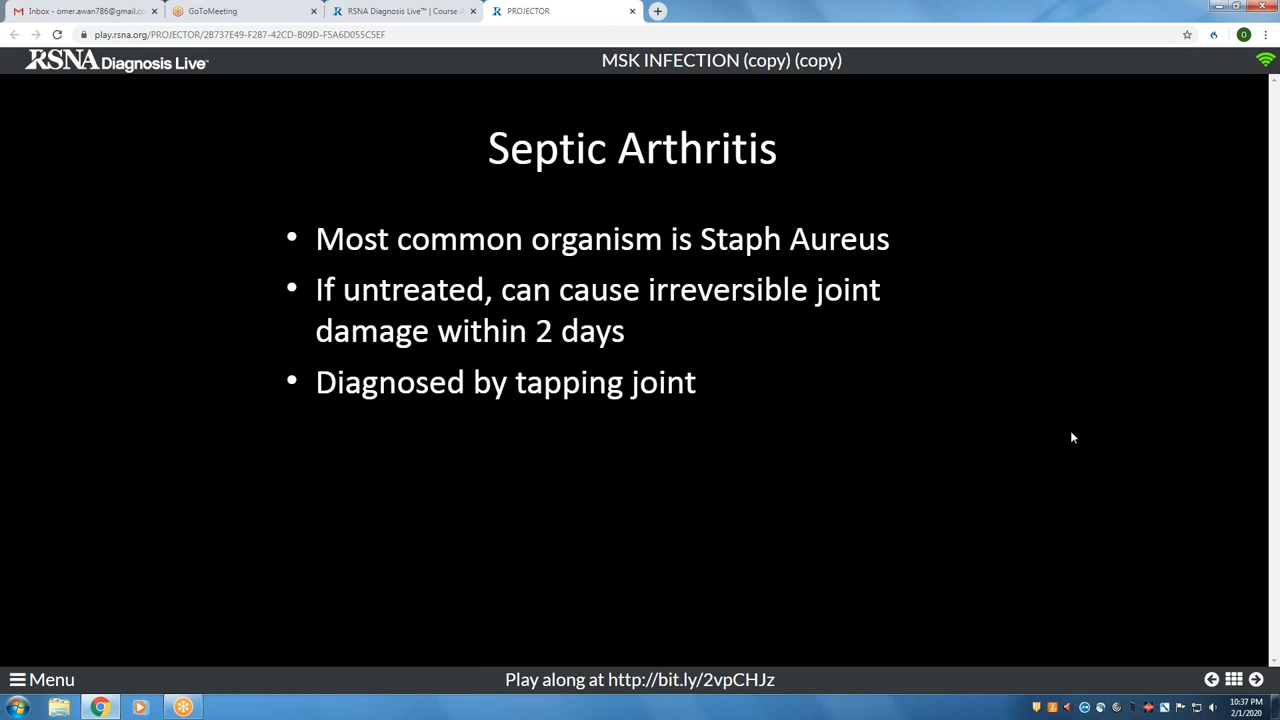 Inbox - omer.awan786@gmail.c
GoToMeeting
RSNA Diagnosis Live™ | Course
PROJECTOR
play.rsna.org/PROJECTOR/2B737E49-F287-42CD-B09D-F5A6D055C5EF
O
RSNA Diagnosis Live™
MSK INFECTION (copy) (copy)
Septic Arthritis
• Most common organism is Staph Aureus
• If untreated, can cause irreversible joint
damage within 2 days
• Diagnosed by tapping joint
Menu
Play along at http://bit.ly/2vpCHJz
10:37 PM
2/1/2020